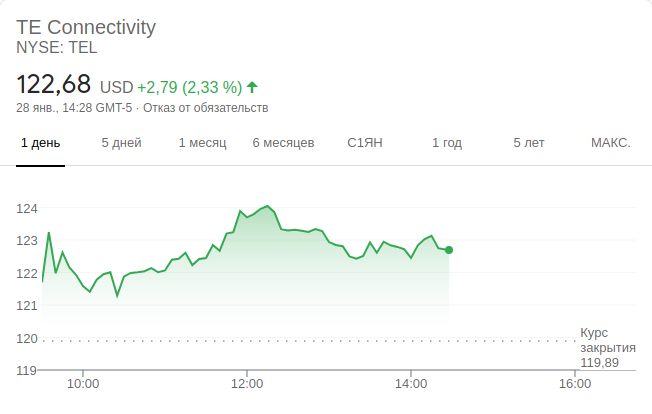 TE Connectivity
NYSE: TEL
122,68 USD +2,79 (2,33 %)
28 янв., 14:28 GMT-5 · Отказ от обязательств
1 день 5 дней 1 месяц 6 месяцев С1ЯН 1 год 5 лет МАКС.
124
123
122
121
120
119
Курс
закрытия
119,89
10:00 12:00 14:00 16:00